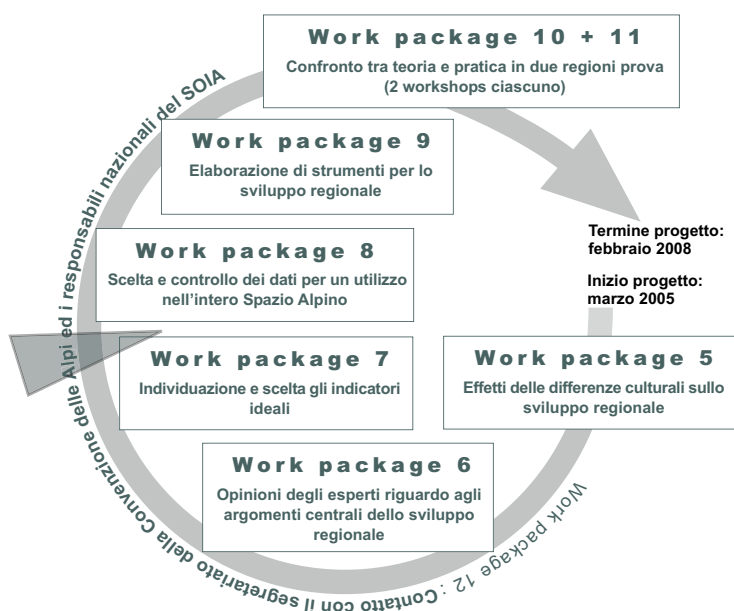 Work package 10 + 11
Confronto tra teoria e pratica in due regioni prova
(2 workshops ciascuno)
Work package 9
Elaborazione di strumenti per lo
sviluppo regionale
Work package 8
Scelta e controllo dei dati per un utilizzo
nell'intero Spazio Alpino
Work package 7
Individuazione e scelta gli indicatori
ideali
Work package 6
Opinioni degli esperti riguardo agli
argomenti centrali dello sviluppo
regionale
Work package 5
Effetti delle differenze culturali sullo
sviluppo regionale
Termine progetto:
febbraio 2008
Inizio progetto:
marzo 2005
Work package 12 : Contatto con il segretariato della Convenzione delle Alpi ed i responsabili nazionali del SOIA